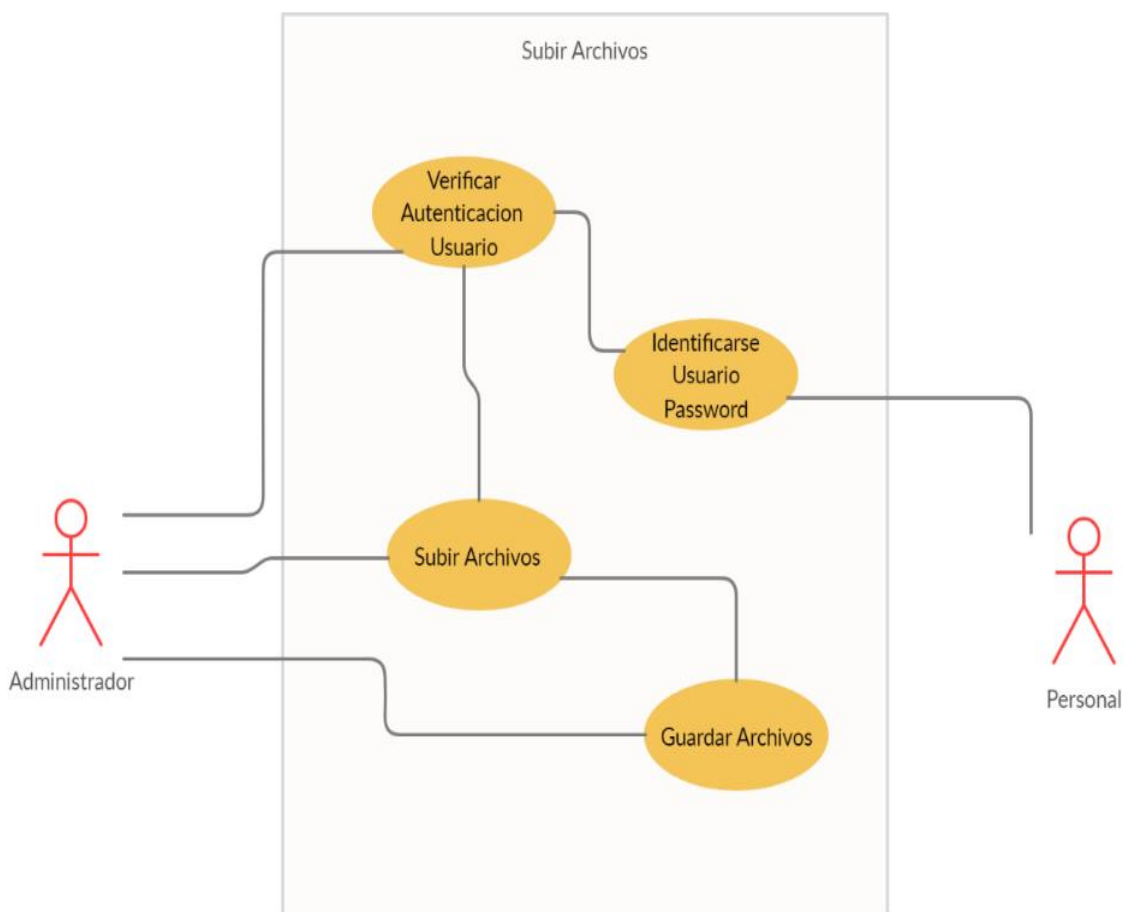 Subir Archivos
Verificar
Autenticacion
Usuario
Identificarse
Usuario
Password
Subir Archivos
Administrador
Personal
Guardar Archivos